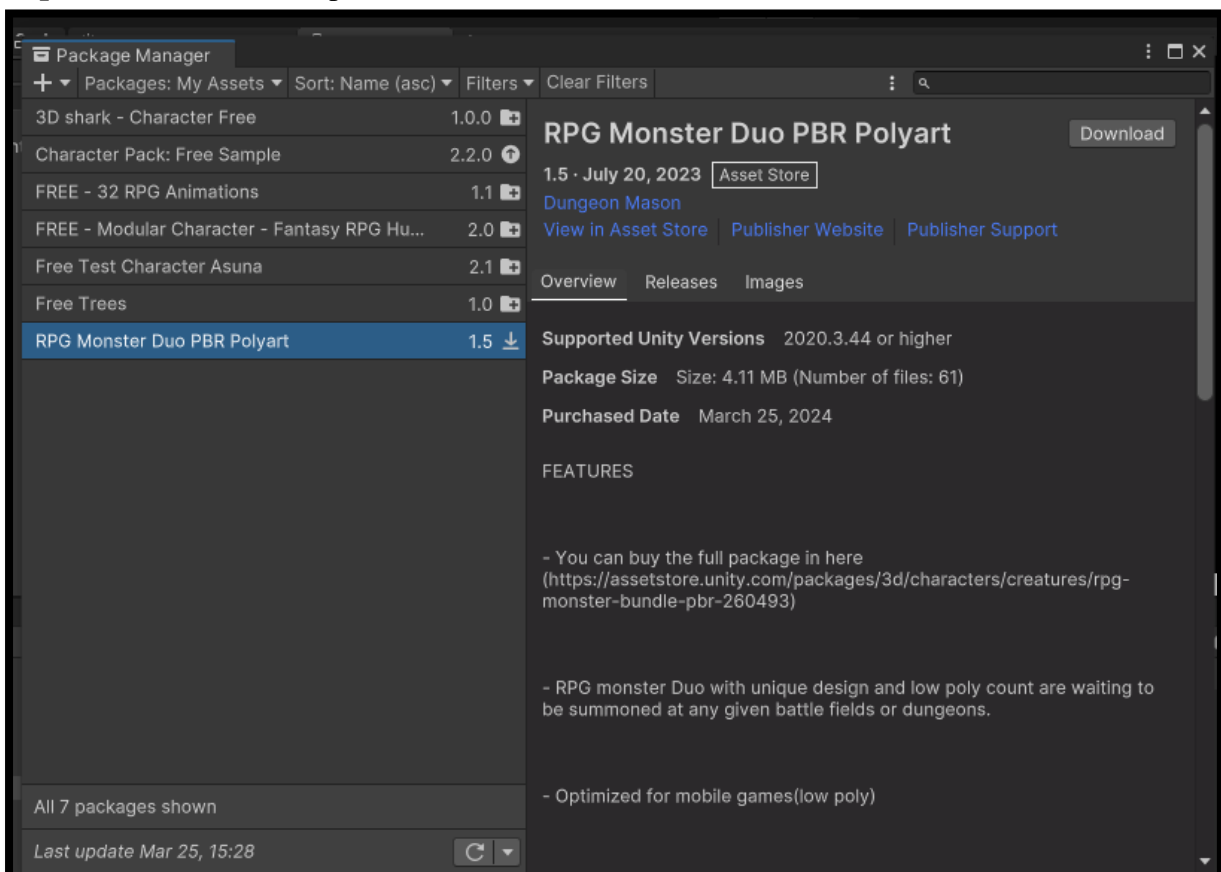 Package Manager
Packages: My Assets Sort: Name (asc) Filters Clear Filters
3D shark - Character Free 1.0.0
Character Pack: Free Sample 2.2.0
FREE - 32 RPG Animations 1.1
FREE - Modular Character - Fantasy RPG Hu... 2.0
Free Test Character Asuna 2.1
Free Trees 1.0
RPG Monster Duo PBR Polyart 1.5
All 7 packages shown
Last update Mar 25, 15:28
RPG Monster Duo PBR Polyart Download
1.5 · July 20, 2023 Asset Store
Dungeon Mason
View in Asset Store Publisher Website Publisher Support
Overview Releases Images
Supported Unity Versions 2020.3.44 or higher
Package Size Size: 4.11 MB (Number of files: 61)
Purchased Date March 25, 2024
FEATURES
- You can buy the full package in here
(https://assetstore.unity.com/packages/3d/characters/creatures/rpg-
monster-bundle-pbr-260493)
- RPG monster Duo with unique design and low poly count are waiting to
be summoned at any given battle fields or dungeons.
- Optimized for mobile games(low poly)